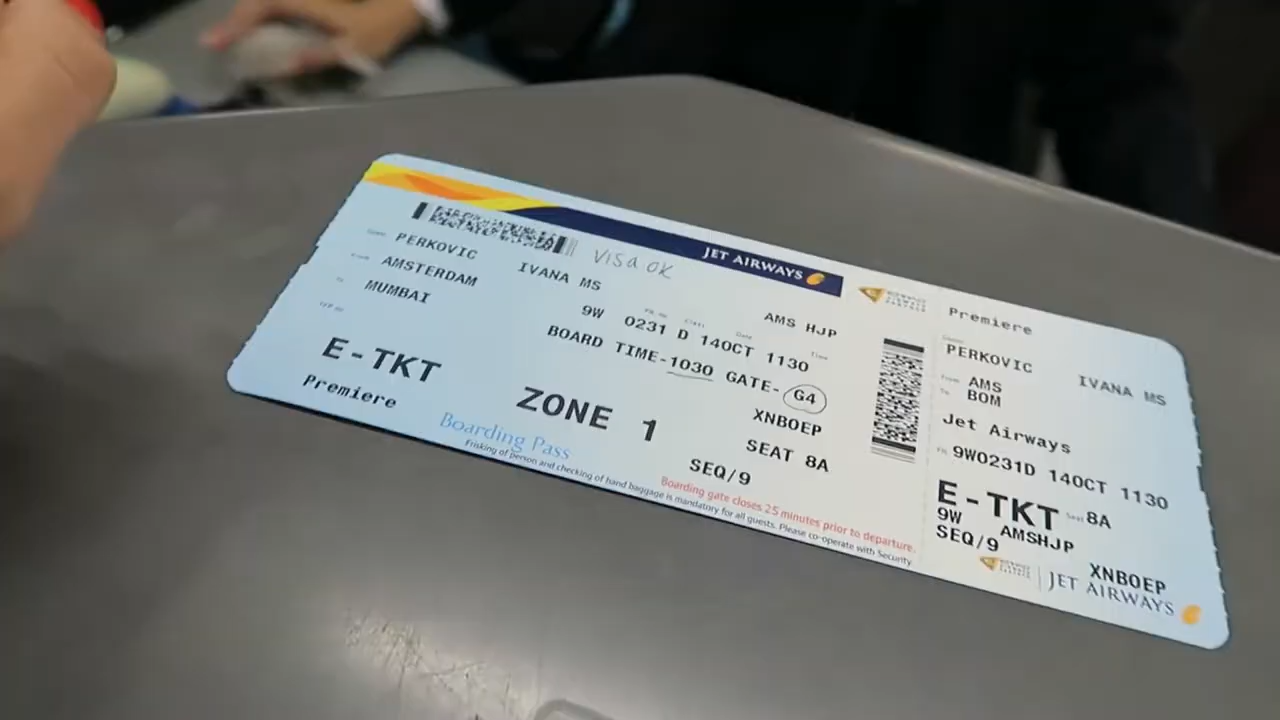 JET AIRWAYS
PERKOVIC IVANA MS
VISA OK
AMSTERDAM
MUMBAI
AMS HJP
9W 0231 D 14OCT 1130
BOARD TIME-1030 GATE- G4
E-TKT
Premiere
ZONE 1
XNBOEP
SEAT 8A
SEQ/9
Boarding Pass
Boarding gate closes 25 minutes prior to departure.
Frisking of person and checking of hand baggage is mandatory for all guests. Please co-operate with Security.
Premiere
PERKOVIC IVANA MS
AMS
BOM
Jet Airways
9W0231D 14OCT 1130
E-TKT Seat 8A
9W AMSHJP
SEQ/9
XNBOEP
JET AIRWAYS